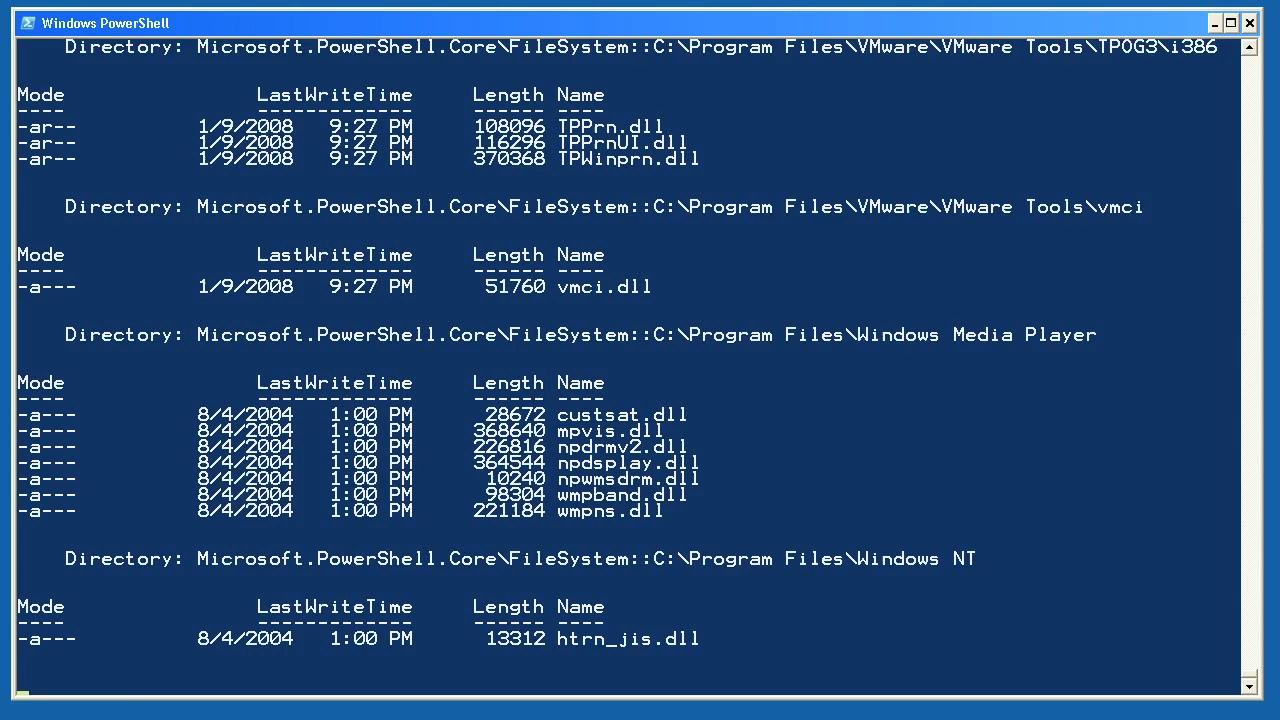 Windows PowerShell
Directory: Microsoft.PowerShell.Core\FileSystem::C:\Program Files\VMware\VMware Tools\TPOG3\i386
Mode LastWriteTime Length Name
---- ------------- ------ ----
-ar-- 1/9/2008 9:27 PM 108096 TPPrn.dll
-ar-- 1/9/2008 9:27 PM 116296 TPPrnUI.dll
-ar-- 1/9/2008 9:27 PM 370368 TPWinprn.dll
Directory: Microsoft.PowerShell.Core\FileSystem::C:\Program Files\VMware\VMware Tools\vmci
Mode LastWriteTime Length Name
---- ------------- ------ ----
-a--- 1/9/2008 9:27 PM 51760 vmci.dll
Directory: Microsoft.PowerShell.Core\FileSystem::C:\Program Files\Windows Media Player
Mode LastWriteTime Length Name
---- ------------- ------ ----
-a--- 8/4/2004 1:00 PM 28672 custsat.dll
-a--- 8/4/2004 1:00 PM 368640 mpvis.dll
-a--- 8/4/2004 1:00 PM 226816 npdrmv2.dll
-a--- 8/4/2004 1:00 PM 364544 npdsplay.dll
-a--- 8/4/2004 1:00 PM 10240 npwmsdrm.dll
-a--- 8/4/2004 1:00 PM 98304 wmpband.dll
-a--- 8/4/2004 1:00 PM 221184 wmpns.dll
Directory: Microsoft.PowerShell.Core\FileSystem::C:\Program Files\Windows NT
Mode LastWriteTime Length Name
---- ------------- ------ ----
-a--- 8/4/2004 1:00 PM 13312 htrn_jis.dll